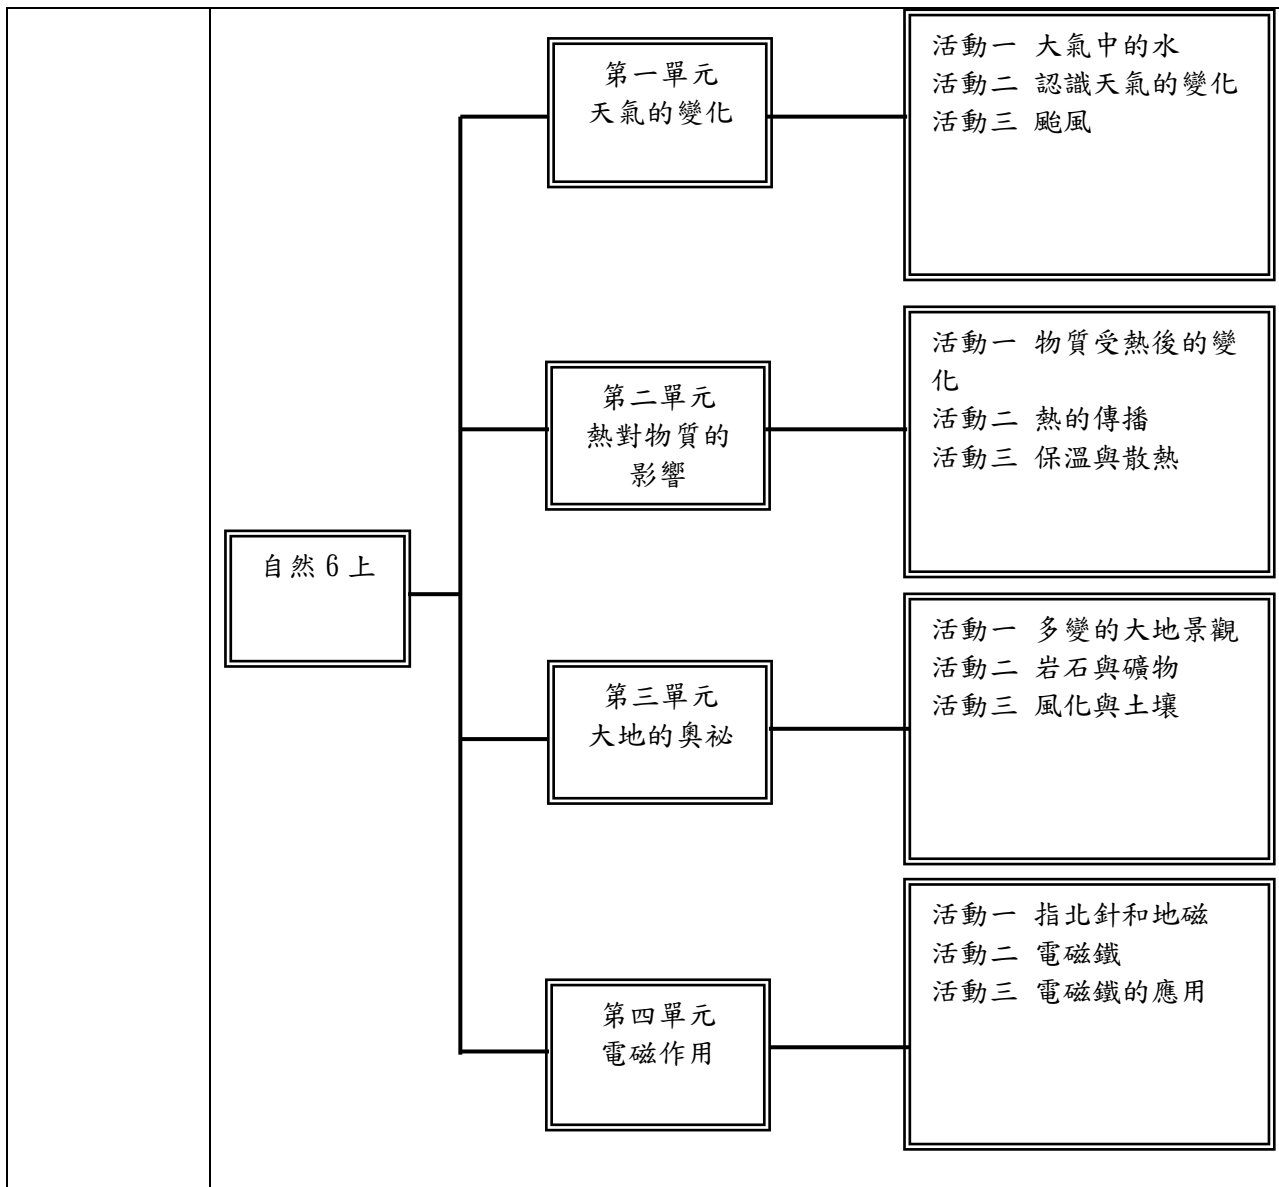 自然 6 上
第一單元
天氣的變化
活動一 大氣中的水
活動二 認識天氣的變化
活動三 颱風
第二單元
熱對物質的
影響
活動一 物質受熱後的變
化
活動二 熱的傳播
活動三 保溫與散熱
第三單元
大地的奧祕
活動一 多變的大地景觀
活動二 岩石與礦物
活動三 風化與土壤
第四單元
電磁作用
活動一 指北針和地磁
活動二 電磁鐵
活動三 電磁鐵的應用